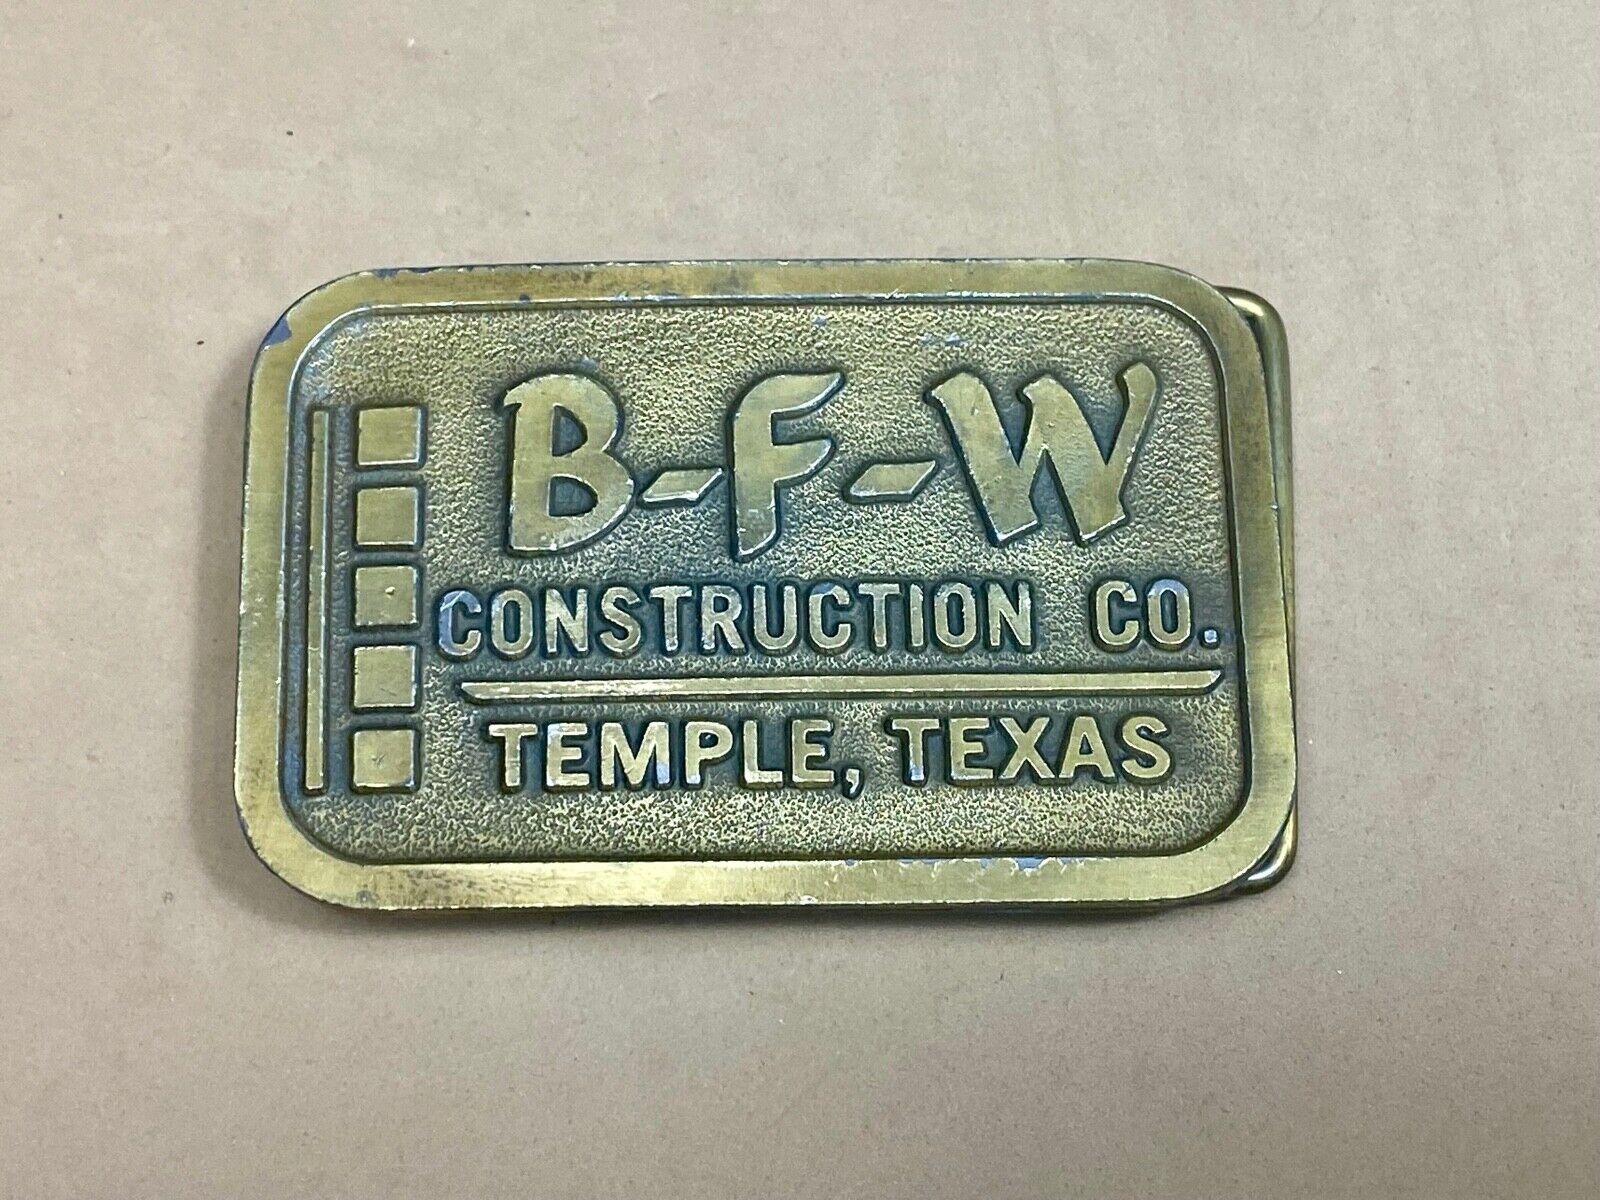 B-F-W
CONSTRUCTION CO.
TEMPLE, TEXAS